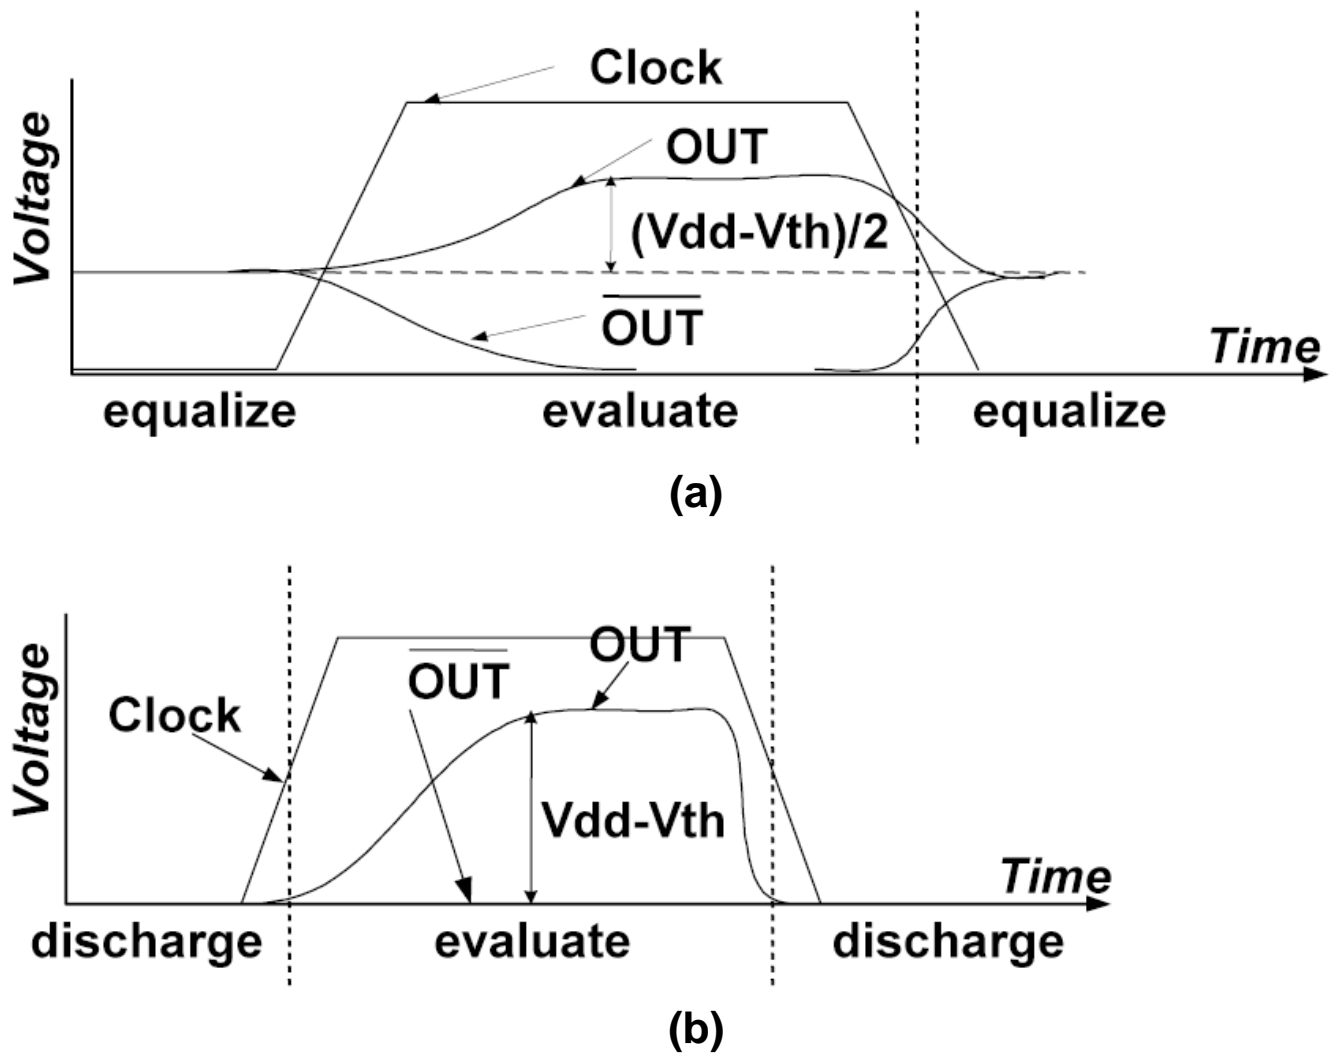 Clock
OUT
Voltage
(Vdd-Vth)/2
OUT
Time
equalize evaluate equalize
(a)
OUT
OUT
Clock
Voltage
Vdd-Vth
Time
discharge evaluate discharge
(b)